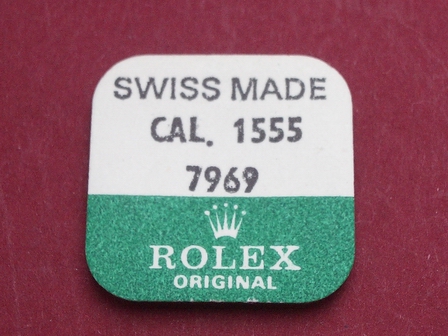 SWISS MADE
CAL. 1555
7969
ROLEX
ORIGINAL